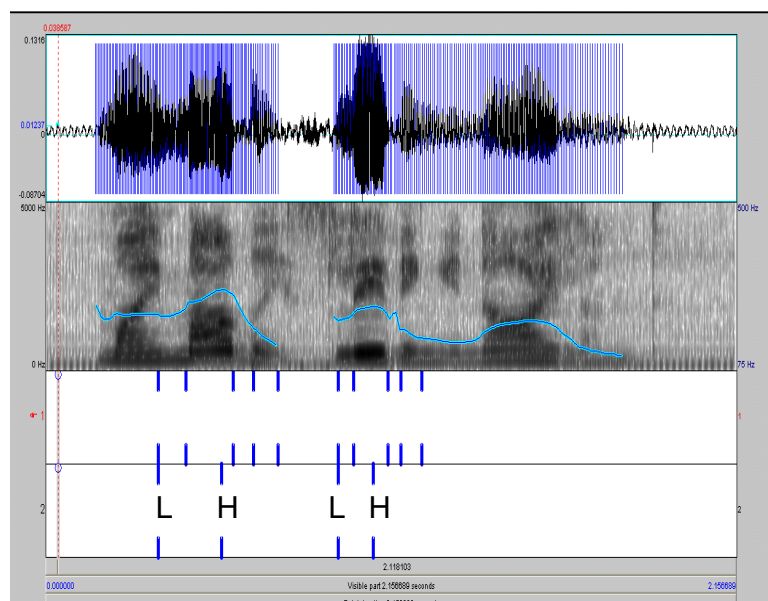 0.038587
0.1316
0.01237
0
-0.08704
5000 Hz
500 Hz
0 Hz
75 Hz
1
1
2
L H L H
2
2.118103
0.000000 Visible part 2.156689 seconds 2.156689